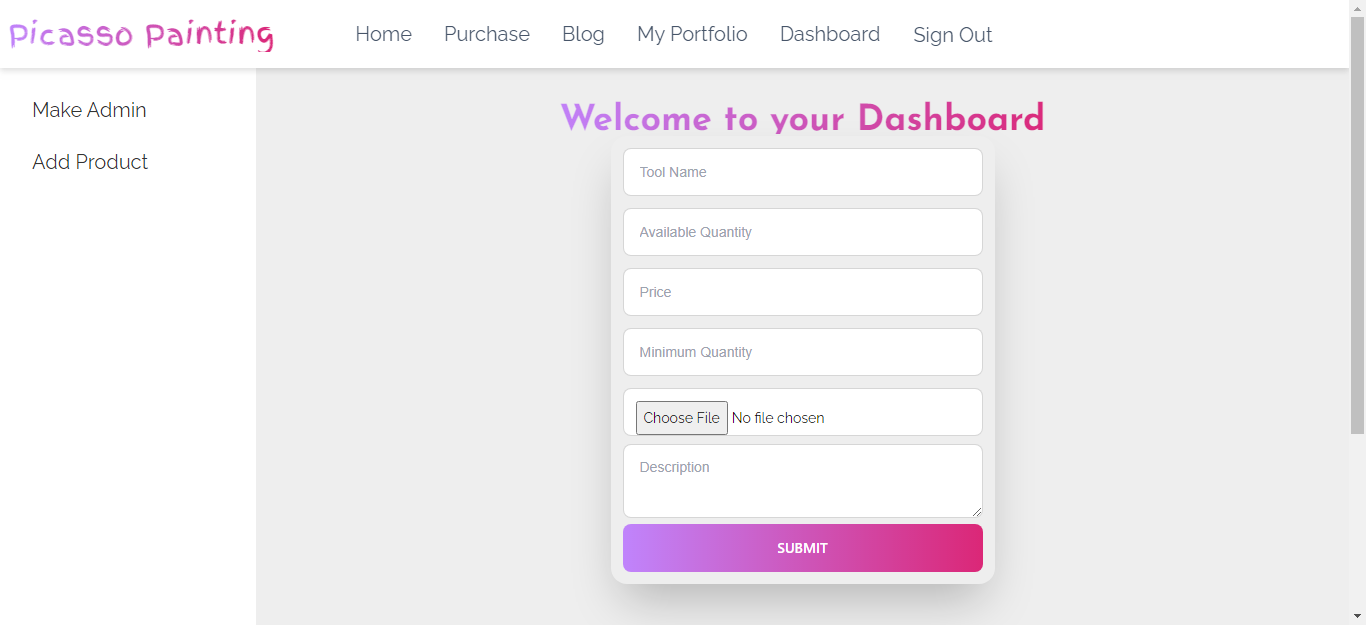 Picasso Painting
Home Purchase Blog My Portfolio Dashboard Sign Out
Make Admin
Add Product
Welcome to your Dashboard
Tool Name
Available Quantity
Price
Minimum Quantity
Choose File No file chosen
Description
SUBMIT